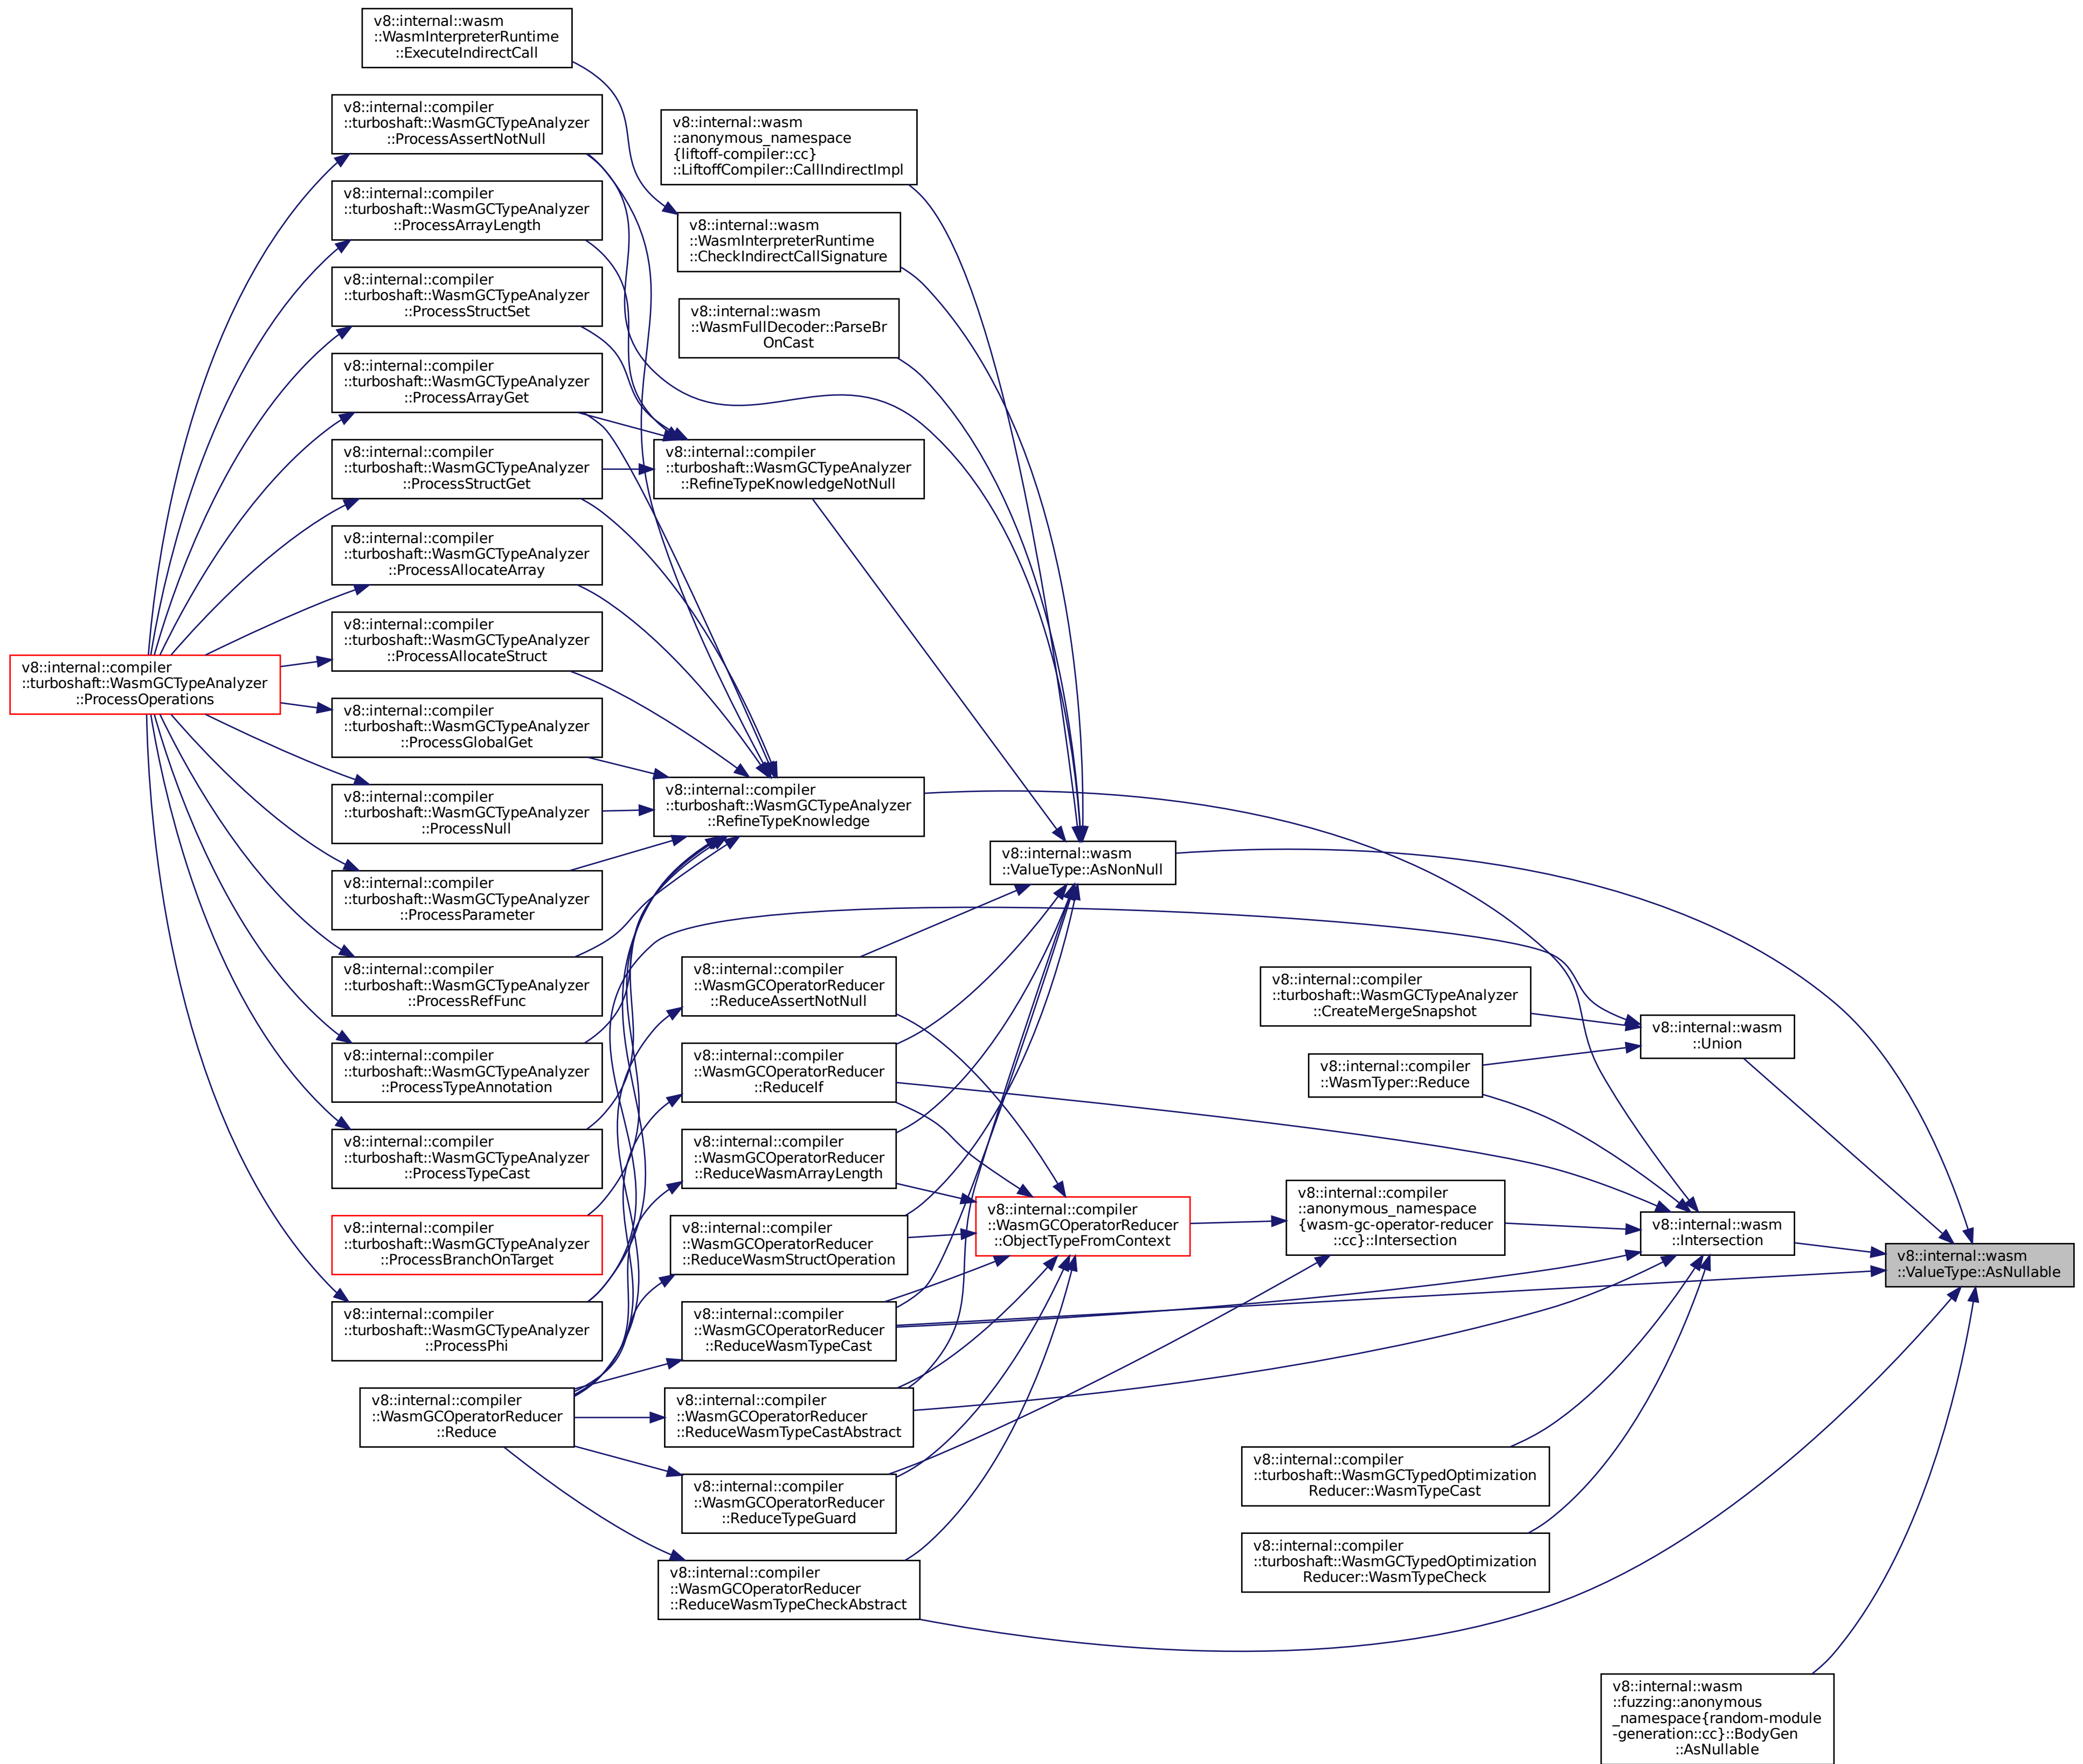 v8::internal::wasm
::WasmInterpreterRuntime
::ExecuteIndirectCall
v8::internal::compiler
::turboshaft::WasmGCTypeAnalyzer
::ProcessAssertNotNull
v8::internal::compiler
::turboshaft::WasmGCTypeAnalyzer
::ProcessArrayLength
v8::internal::compiler
::turboshaft::WasmGCTypeAnalyzer
::ProcessStructSet
v8::internal::compiler
::turboshaft::WasmGCTypeAnalyzer
::ProcessArrayGet
v8::internal::compiler
::turboshaft::WasmGCTypeAnalyzer
::ProcessStructGet
v8::internal::compiler
::turboshaft::WasmGCTypeAnalyzer
::ProcessAllocateArray
v8::internal::compiler
::turboshaft::WasmGCTypeAnalyzer
::ProcessAllocateStruct
v8::internal::compiler
::turboshaft::WasmGCTypeAnalyzer
::ProcessOperations
v8::internal::compiler
::turboshaft::WasmGCTypeAnalyzer
::ProcessGlobalGet
v8::internal::compiler
::turboshaft::WasmGCTypeAnalyzer
::ProcessNull
v8::internal::compiler
::turboshaft::WasmGCTypeAnalyzer
::ProcessParameter
v8::internal::compiler
::turboshaft::WasmGCTypeAnalyzer
::ProcessRefFunc
v8::internal::compiler
::turboshaft::WasmGCTypeAnalyzer
::ProcessTypeAnnotation
v8::internal::compiler
::turboshaft::WasmGCTypeAnalyzer
::ProcessTypeCast
v8::internal::compiler
::turboshaft::WasmGCTypeAnalyzer
::ProcessBranchOnTarget
v8::internal::compiler
::turboshaft::WasmGCTypeAnalyzer
::ProcessPhi
v8::internal::compiler
::WasmGCOperatorReducer
::Reduce
v8::internal::wasm
::anonymous_namespace
{liftoff-compiler::cc}
::LiftoffCompiler::CallIndirectImpl
v8::internal::wasm
::WasmInterpreterRuntime
::CheckIndirectCallSignature
v8::internal::wasm
::WasmFullDecoder::ParseBr
OnCast
v8::internal::compiler
::turboshaft::WasmGCTypeAnalyzer
::RefineTypeKnowledgeNotNull
v8::internal::compiler
::turboshaft::WasmGCTypeAnalyzer
::RefineTypeKnowledge
v8::internal::compiler
::WasmGCOperatorReducer
::ReduceAssertNotNull
v8::internal::compiler
::WasmGCOperatorReducer
::ReduceIf
v8::internal::compiler
::WasmGCOperatorReducer
::ReduceWasmArrayLength
v8::internal::compiler
::WasmGCOperatorReducer
::ReduceWasmStructOperation
v8::internal::compiler
::WasmGCOperatorReducer
::ReduceWasmTypeCast
v8::internal::compiler
::WasmGCOperatorReducer
::ReduceWasmTypeCastAbstract
v8::internal::compiler
::WasmGCOperatorReducer
::ReduceTypeGuard
v8::internal::compiler
::WasmGCOperatorReducer
::ReduceWasmTypeCheckAbstract
v8::internal::wasm
::ValueType::AsNonNull
v8::internal::compiler
::WasmGCOperatorReducer
::ObjectTypeFromContext
v8::internal::compiler
::turboshaft::WasmGCTypeAnalyzer
::CreateMergeSnapshot
v8::internal::compiler
::WasmTyper::Reduce
v8::internal::compiler
::anonymous_namespace
{wasm-gc-operator-reducer
::cc}::Intersection
v8::internal::compiler
::turboshaft::WasmGCTypedOptimization
Reducer::WasmTypeCast
v8::internal::compiler
::turboshaft::WasmGCTypedOptimization
Reducer::WasmTypeCheck
v8::internal::wasm
::Union
v8::internal::wasm
::Intersection
v8::internal::wasm
::ValueType::AsNullable
v8::internal::wasm
::fuzzing::anonymous
_namespace{random-module
-generation::cc}::BodyGen
::AsNullable